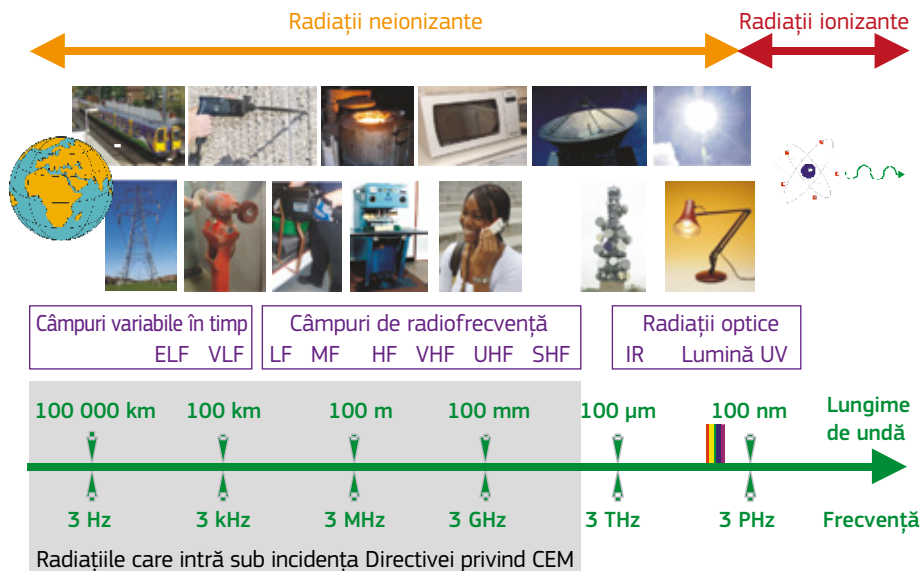 Radiații neionizante
Radiații ionizante
Câmpuri variabile în timp
ELF VLF
Câmpuri de radiofrecvență
LF MF HF VHF UHF SHF
Radiații optice
IR Lumină UV
100 000 km 100 km 100 m 100 mm 100 µm 100 nm
Lungime
de undă
3 Hz 3 kHz 3 MHz 3 GHz 3 THz 3 PHz
Frecvență
Radiațiile care intră sub incidența Directivei privind CEM